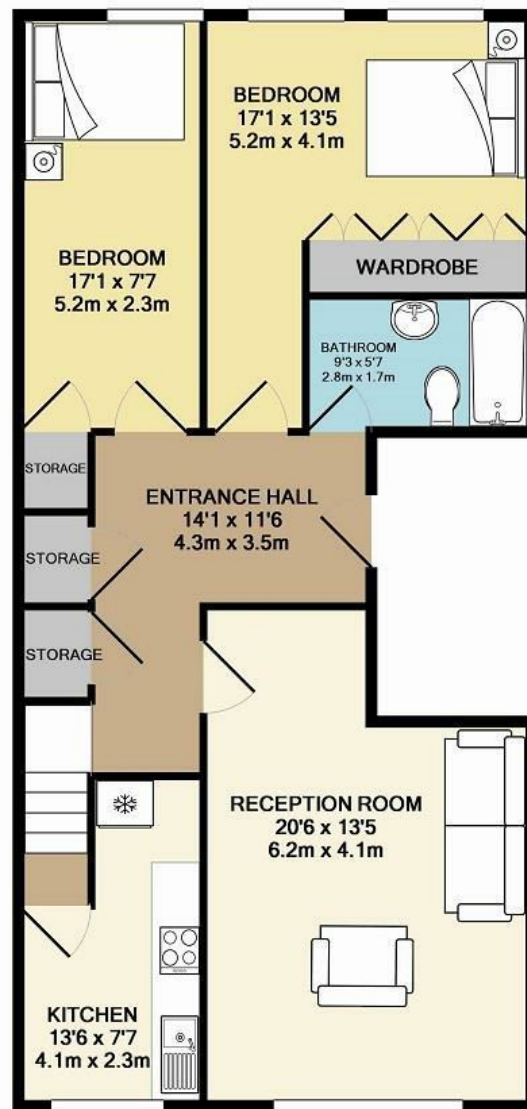 BEDROOM
17'1 x 13'5
5.2m x 4.1m
BEDROOM
17'1 x 7'7
5.2m x 2.3m
WARDROBE
BATHROOM
9'3 x 5'7
2.8m x 1.7m
STORAGE
ENTRANCE HALL
14'1 x 11'6
4.3m x 3.5m
STORAGE
STORAGE
RECEPTION ROOM
20'6 x 13'5
6.2m x 4.1m
KITCHEN
13'6 x 7'7
4.1m x 2.3m